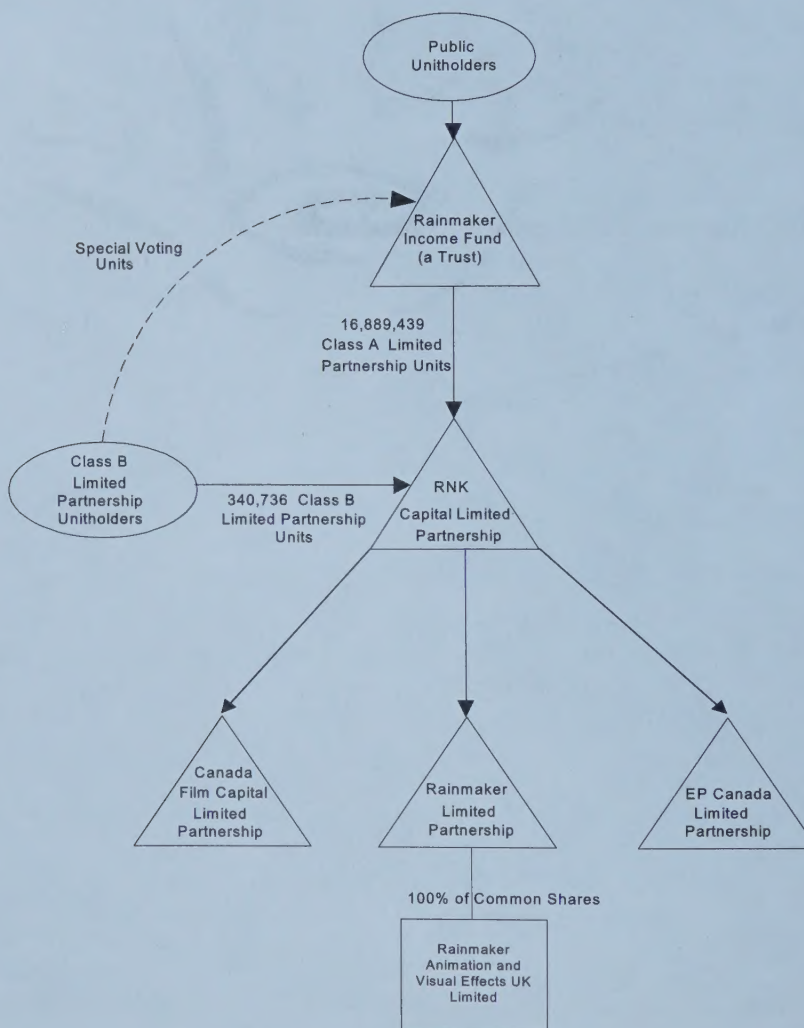 Public
Unitholders
Rainmaker
Income Fund
(a Trust)
Special Voting
Units
16,889,439
Class A Limited
Partnership Units
Class B
Limited
Partnership
Unitholders
340,736 Class B
Limited Partnership
Units
RNK
Capital Limited
Partnership
Canada
Film Capital
Limited
Partnership
Rainmaker
Limited
Partnership
EP Canada
Limited
Partnership
100% of Common Shares
Rainmaker
Animation and
Visual Effects UK
Limited